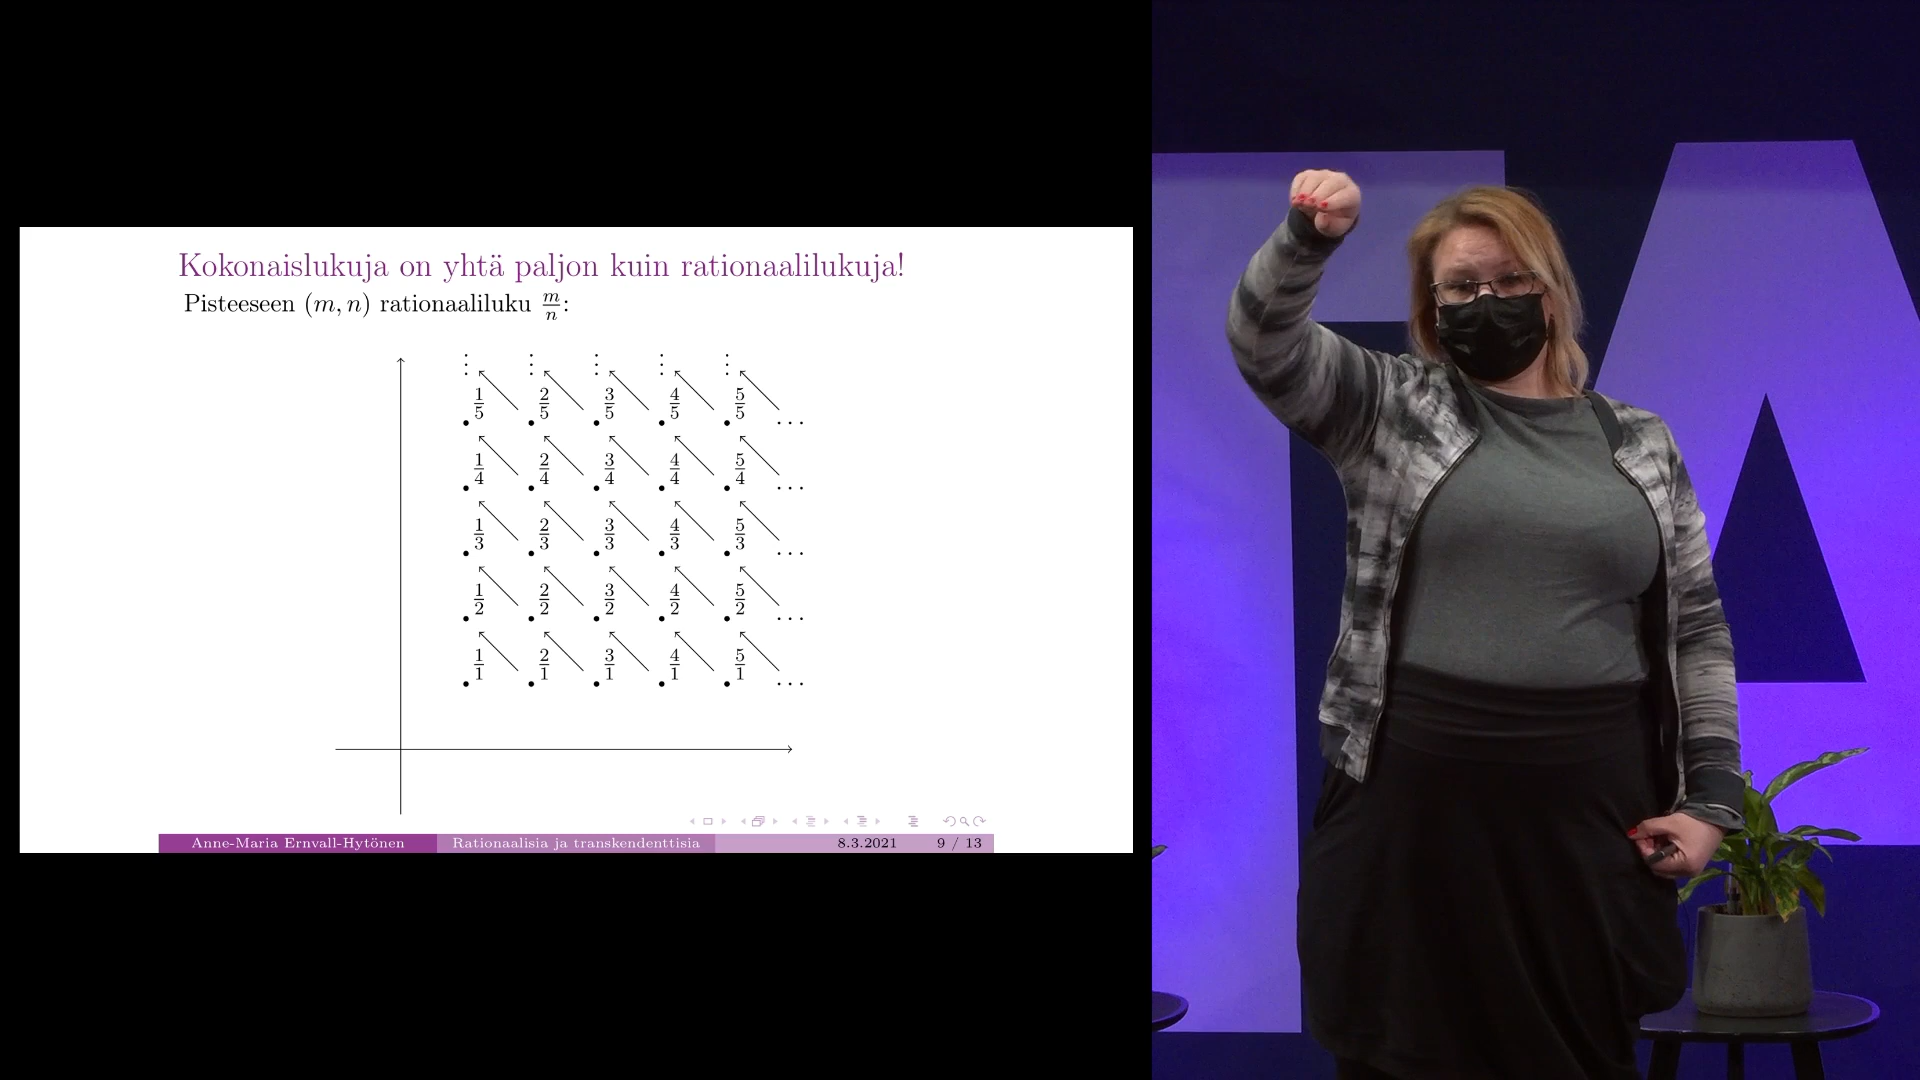 Kokonaislukuja on yhtä paljon kuin rationaalilukuja!
Pisteeseen (m, n) rationaaliluku m/n:
⋮ ⋮ ⋮ ⋮ ⋮
1/5 2/5 3/5 4/5 5/5 ...
1/4 2/4 3/4 4/4 5/4 ...
1/3 2/3 3/3 4/3 5/3 ...
1/2 2/2 3/2 4/2 5/2 ...
1/1 2/1 3/1 4/1 5/1 ...
Anne-Maria Ernvall-Hytönen Rationaalisia ja transkendenttisia 8.3.2021 9 / 13
TA